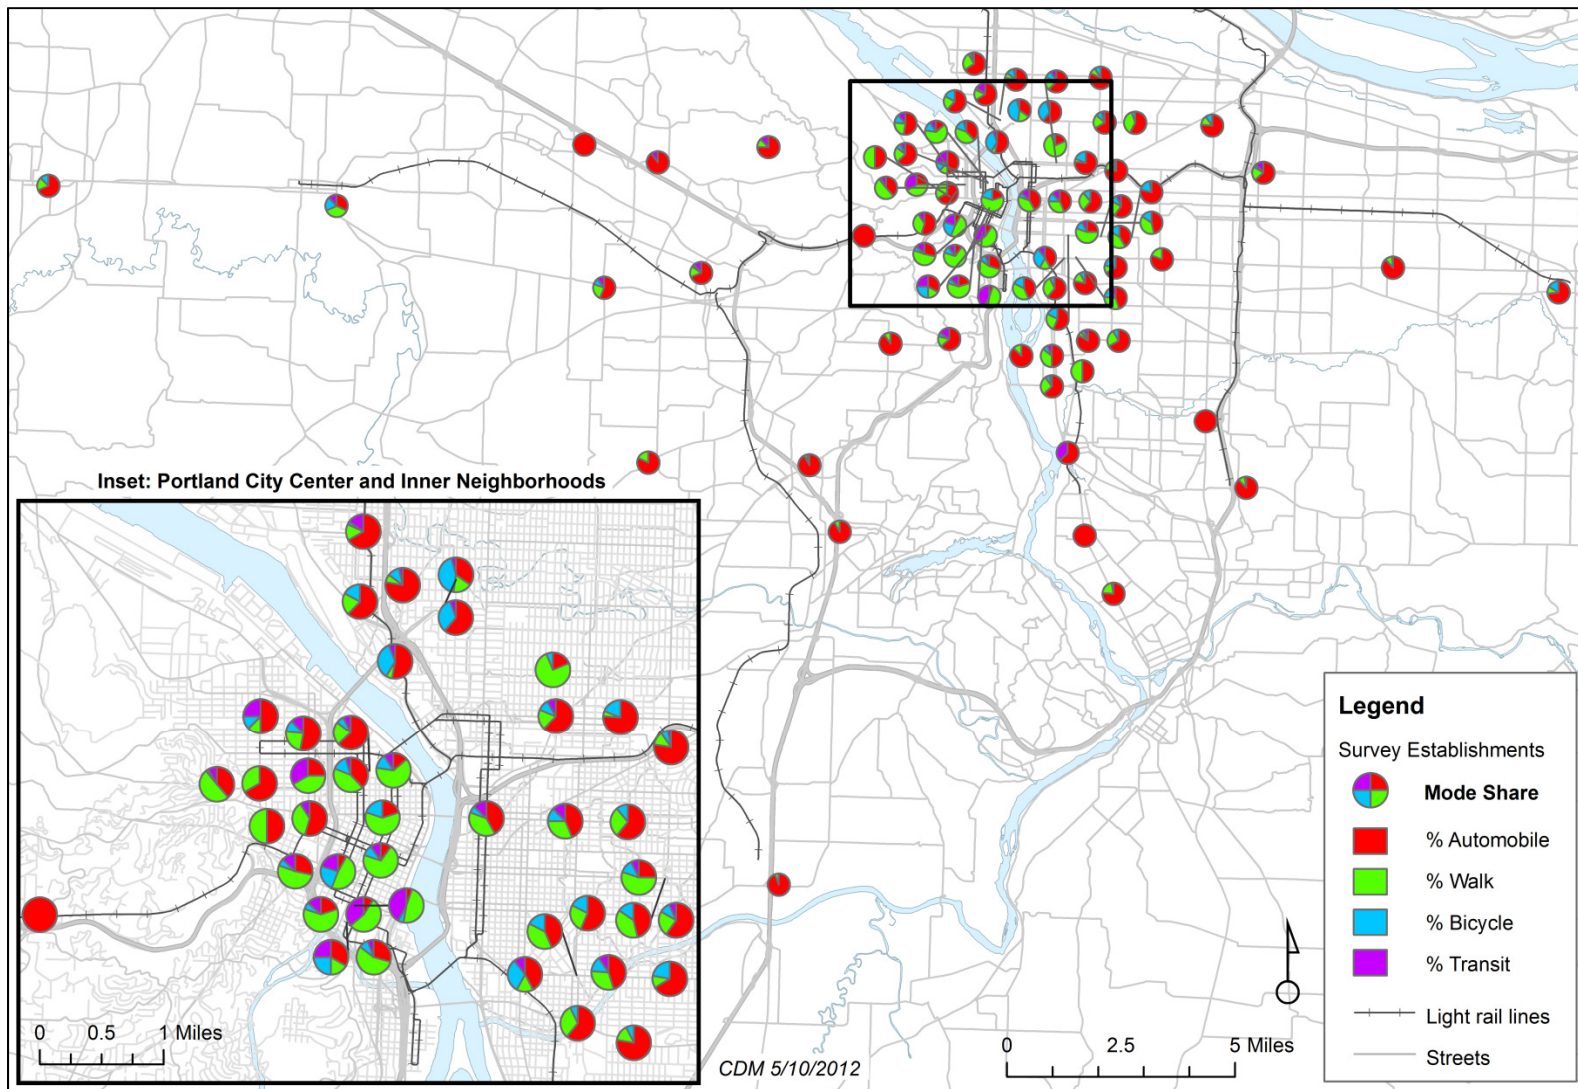 Inset: Portland City Center and Inner Neighborhoods
0 0.5 1 Miles
CDM 5/10/2012
0 2.5 5 Miles
Legend
Survey Establishments
Mode Share
% Automobile
% Walk
% Bicycle
% Transit
Light rail lines
Streets